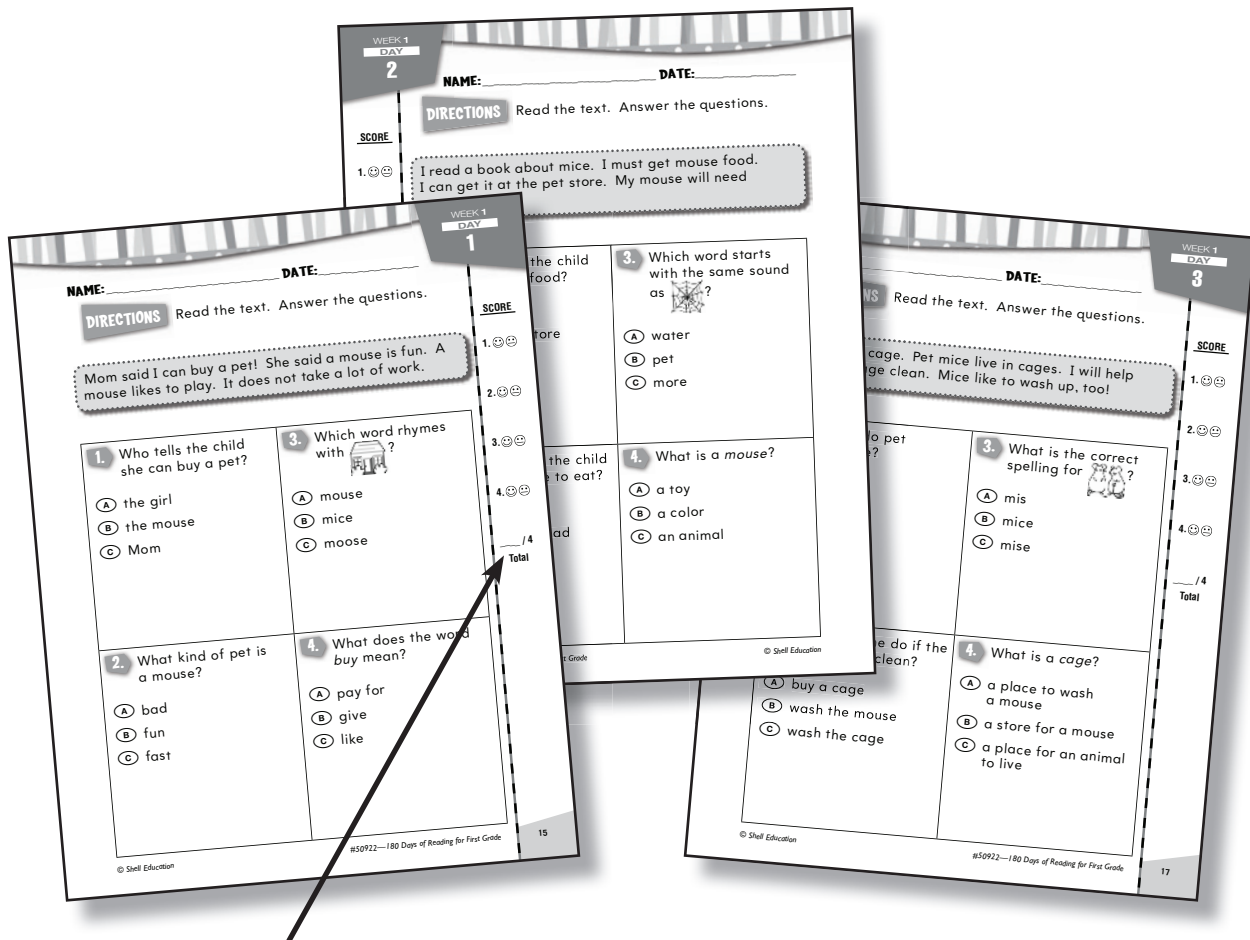 WEEK 1
DAY
2
NAME: DATE:
DIRECTIONS Read the text. Answer the questions.
SCORE
1.
I read a book about mice. I must get mouse food.
I can get it at the pet store. My mouse will need
the child
food?
3. Which word starts
with the same sound
as ?
A water
B pet
C more
the child
to eat?
4. What is a mouse?
A a toy
B a color
C an animal
© Shell Education
WEEK 1
DAY
1
NAME: DATE:
DIRECTIONS Read the text. Answer the questions.
SCORE
1.
2.
3.
4.
/ 4
Total
Mom said I can buy a pet! She said a mouse is fun. A
mouse likes to play. It does not take a lot of work.
1. Who tells the child
she can buy a pet?
A the girl
B the mouse
C Mom
3. Which word rhymes
with ?
A mouse
B mice
C moose
2. What kind of pet is
a mouse?
A bad
B fun
C fast
4. What does the word
buy mean?
A pay for
B give
C like
#50922—180 Days of Reading for First Grade
15
© Shell Education
WEEK 1
DAY
3
DATE:
Read the text. Answer the questions.
SCORE
1.
2.
3.
4.
/ 4
Total
cage. Pet mice live in cages. I will help
clean. Mice like to wash up, too!
pet
3. What is the correct
spelling for ?
A mis
B mice
C mise
do if the
clean?
A buy a cage
B wash the mouse
C wash the cage
4. What is a cage?
A a place to wash
a mouse
B a store for a mouse
C a place for an animal
to live
© Shell Education
#50922—180 Days of Reading for First Grade
17